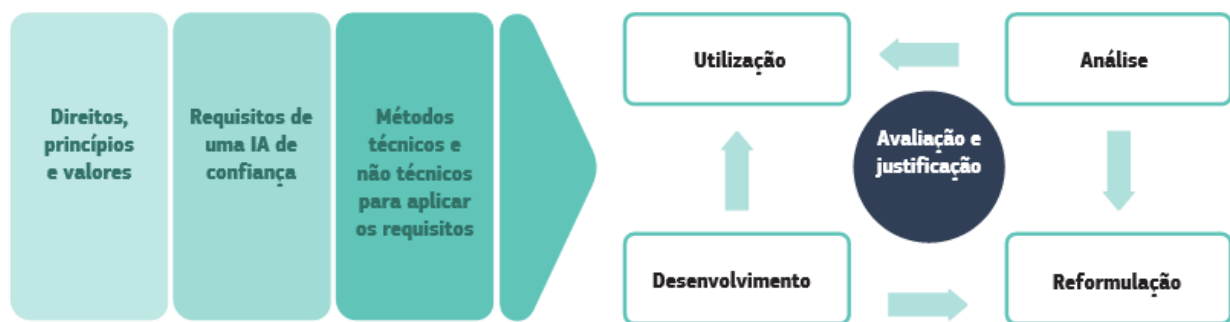 Direitos,
princípios
e valores
Requisitos de
uma IA de
confiança
Métodos
técnicos e
não técnicos
para aplicar
os requisitos
Utilização
Análise
Avaliação e
justificação
Desenvolvimento
Reformulação